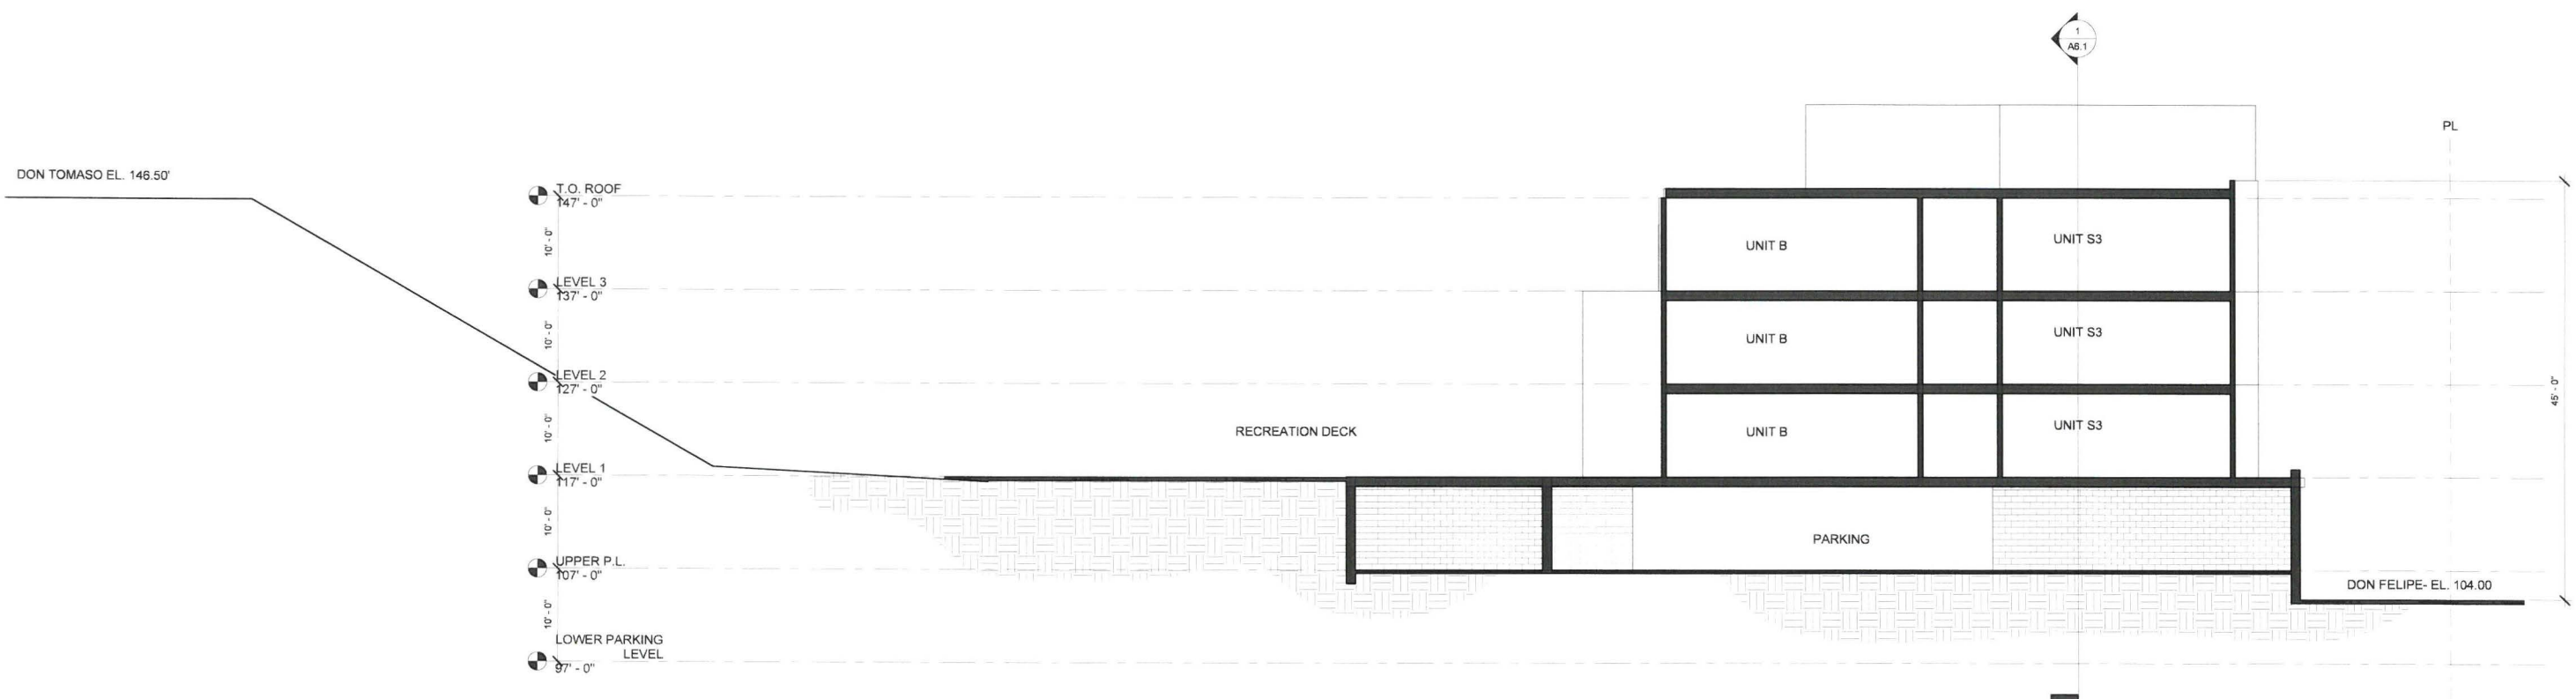 1
A6.1
PL
DON TOMASO EL. 146.50'
T.O. ROOF
147' - 0"
10' - 0"
UNIT B
UNIT S3
LEVEL 3
137' - 0"
10' - 0"
UNIT B
UNIT S3
LEVEL 2
127' - 0"
45' - 0"
10' - 0"
RECREATION DECK
UNIT B
UNIT S3
LEVEL 1
117' - 0"
10' - 0"
PARKING
UPPER P.L.
107' - 0"
DON FELIPE- EL. 104.00
10' - 0"
LOWER PARKING
LEVEL
97' - 0"